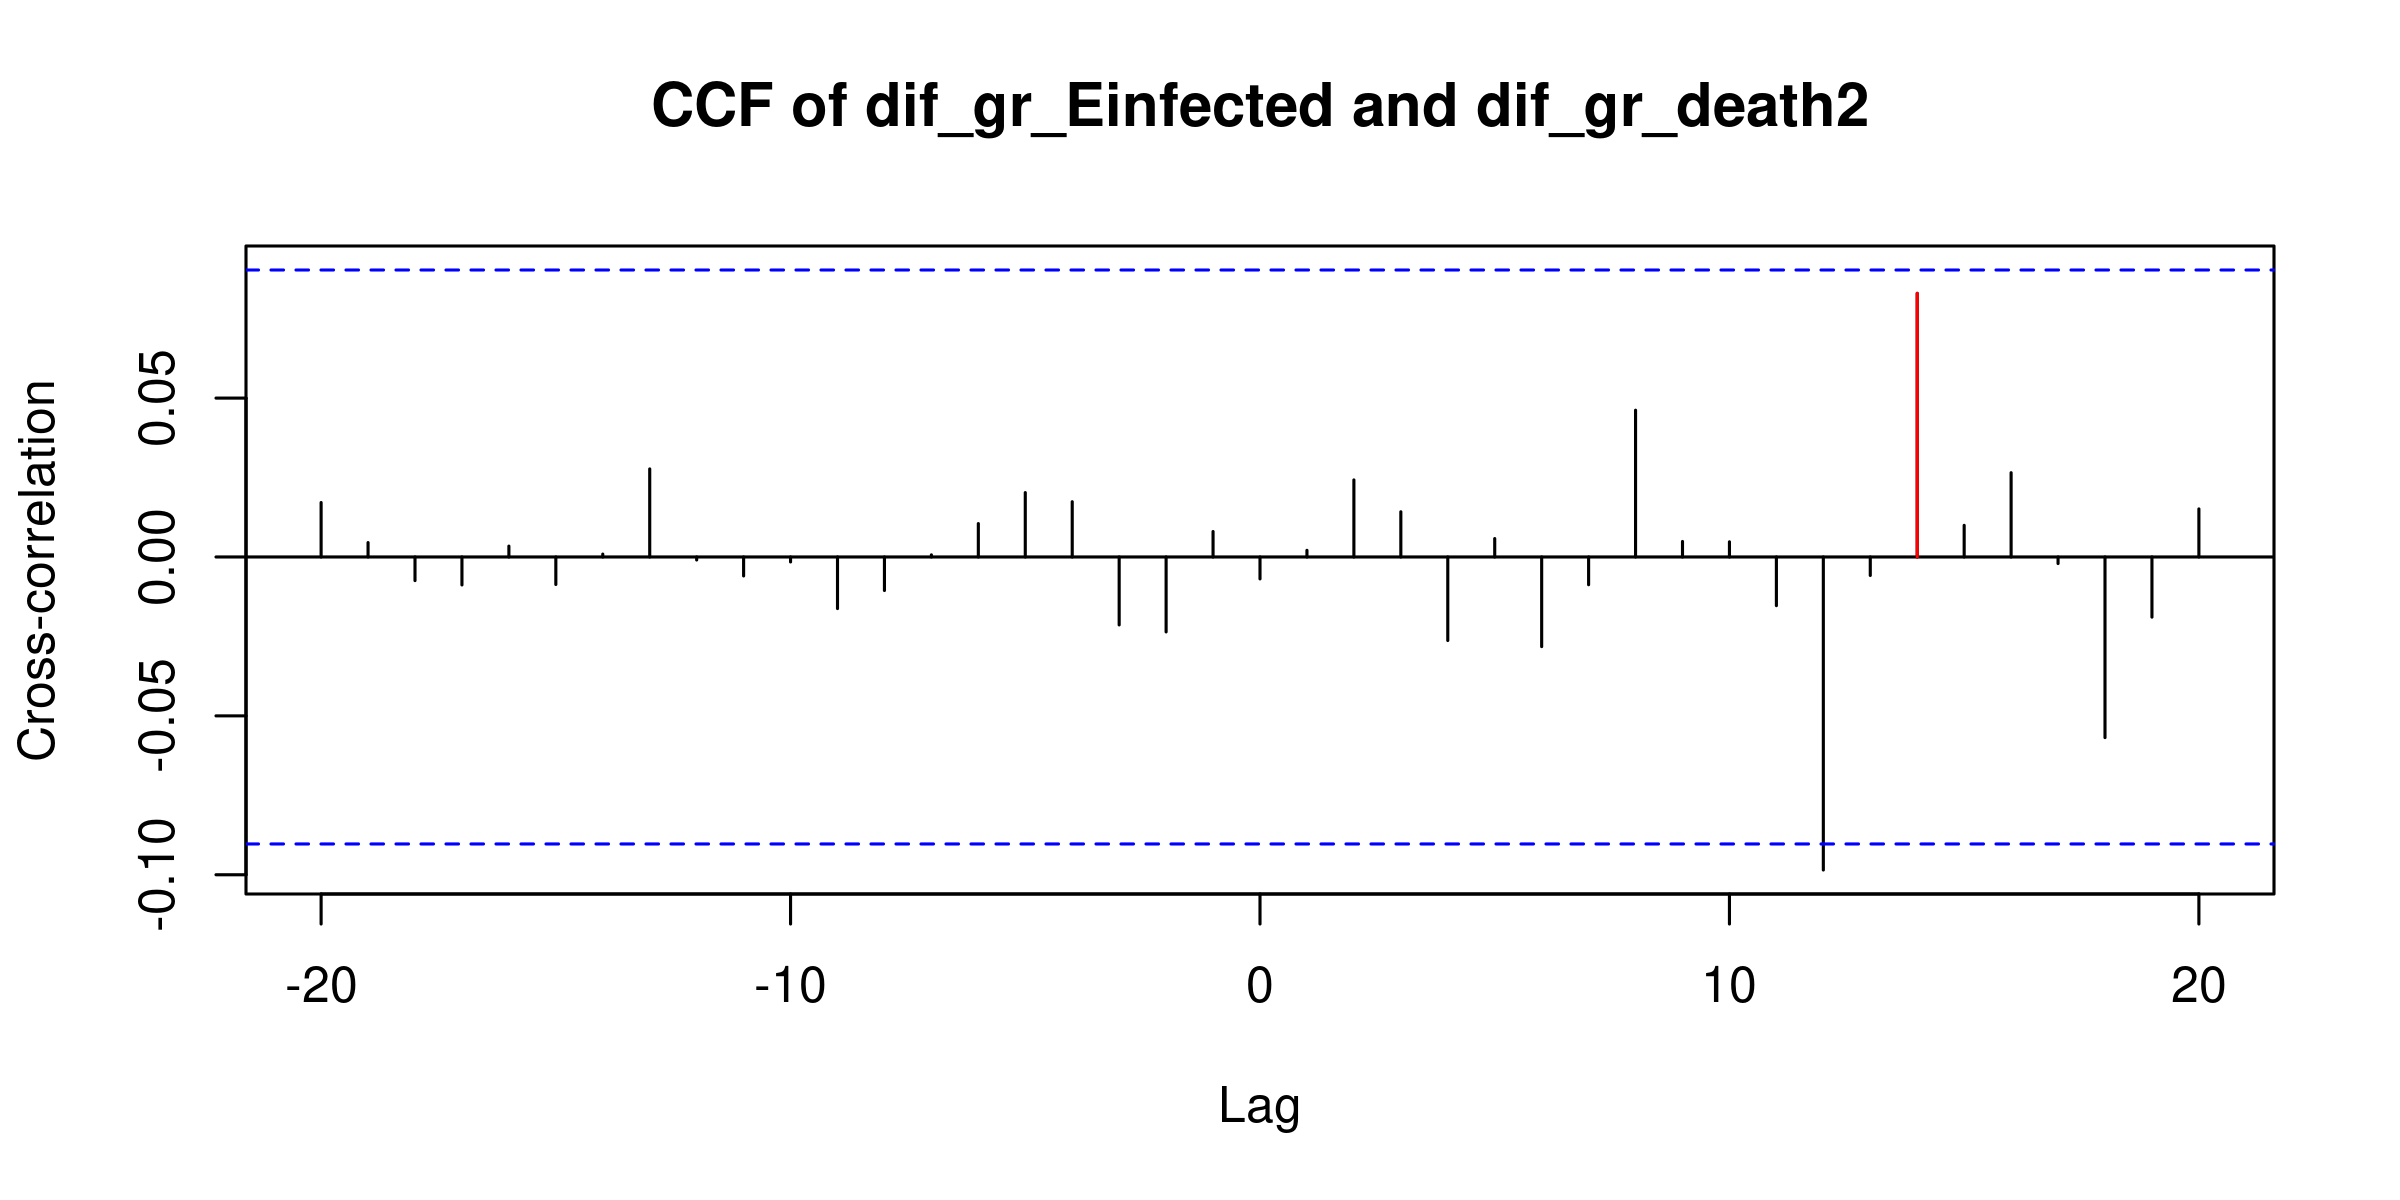 CCF of dif_gr_Einfected and dif_gr_death2
Cross-correlation
0.05
0.00
-0.05
-0.10
-20 -10 0 10 20
Lag